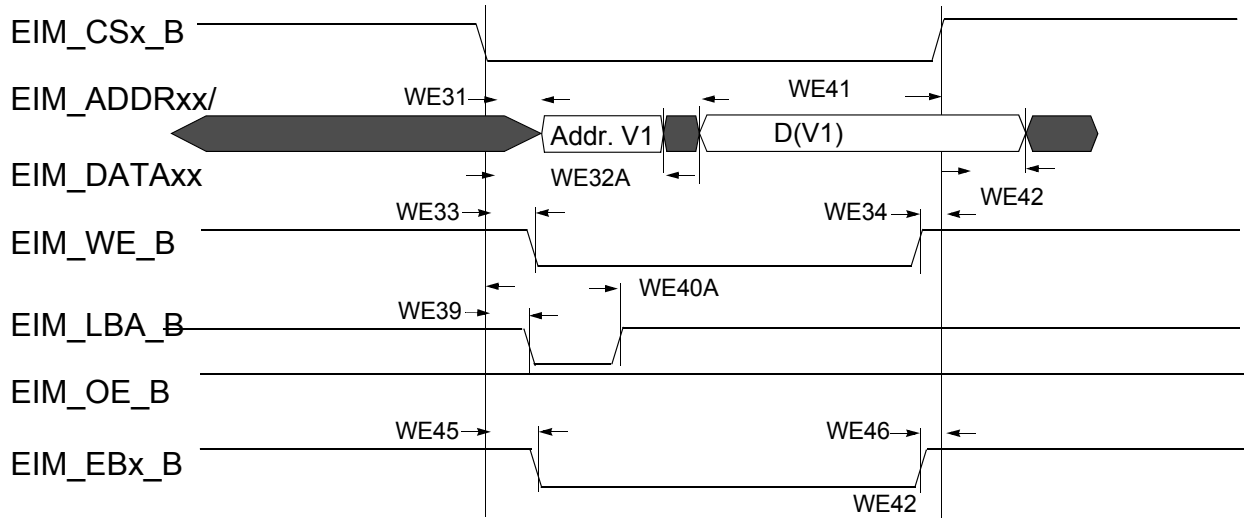 EIM_CSx_B
EIM_ADDRxx/
WE31
WE41
Addr. V1
D(V1)
EIM_DATAxx
WE32A
WE42
WE33
WE34
EIM_WE_B
WE40A
WE39
EIM_LBA_B
EIM_OE_B
WE45
WE46
EIM_EBx_B
WE42